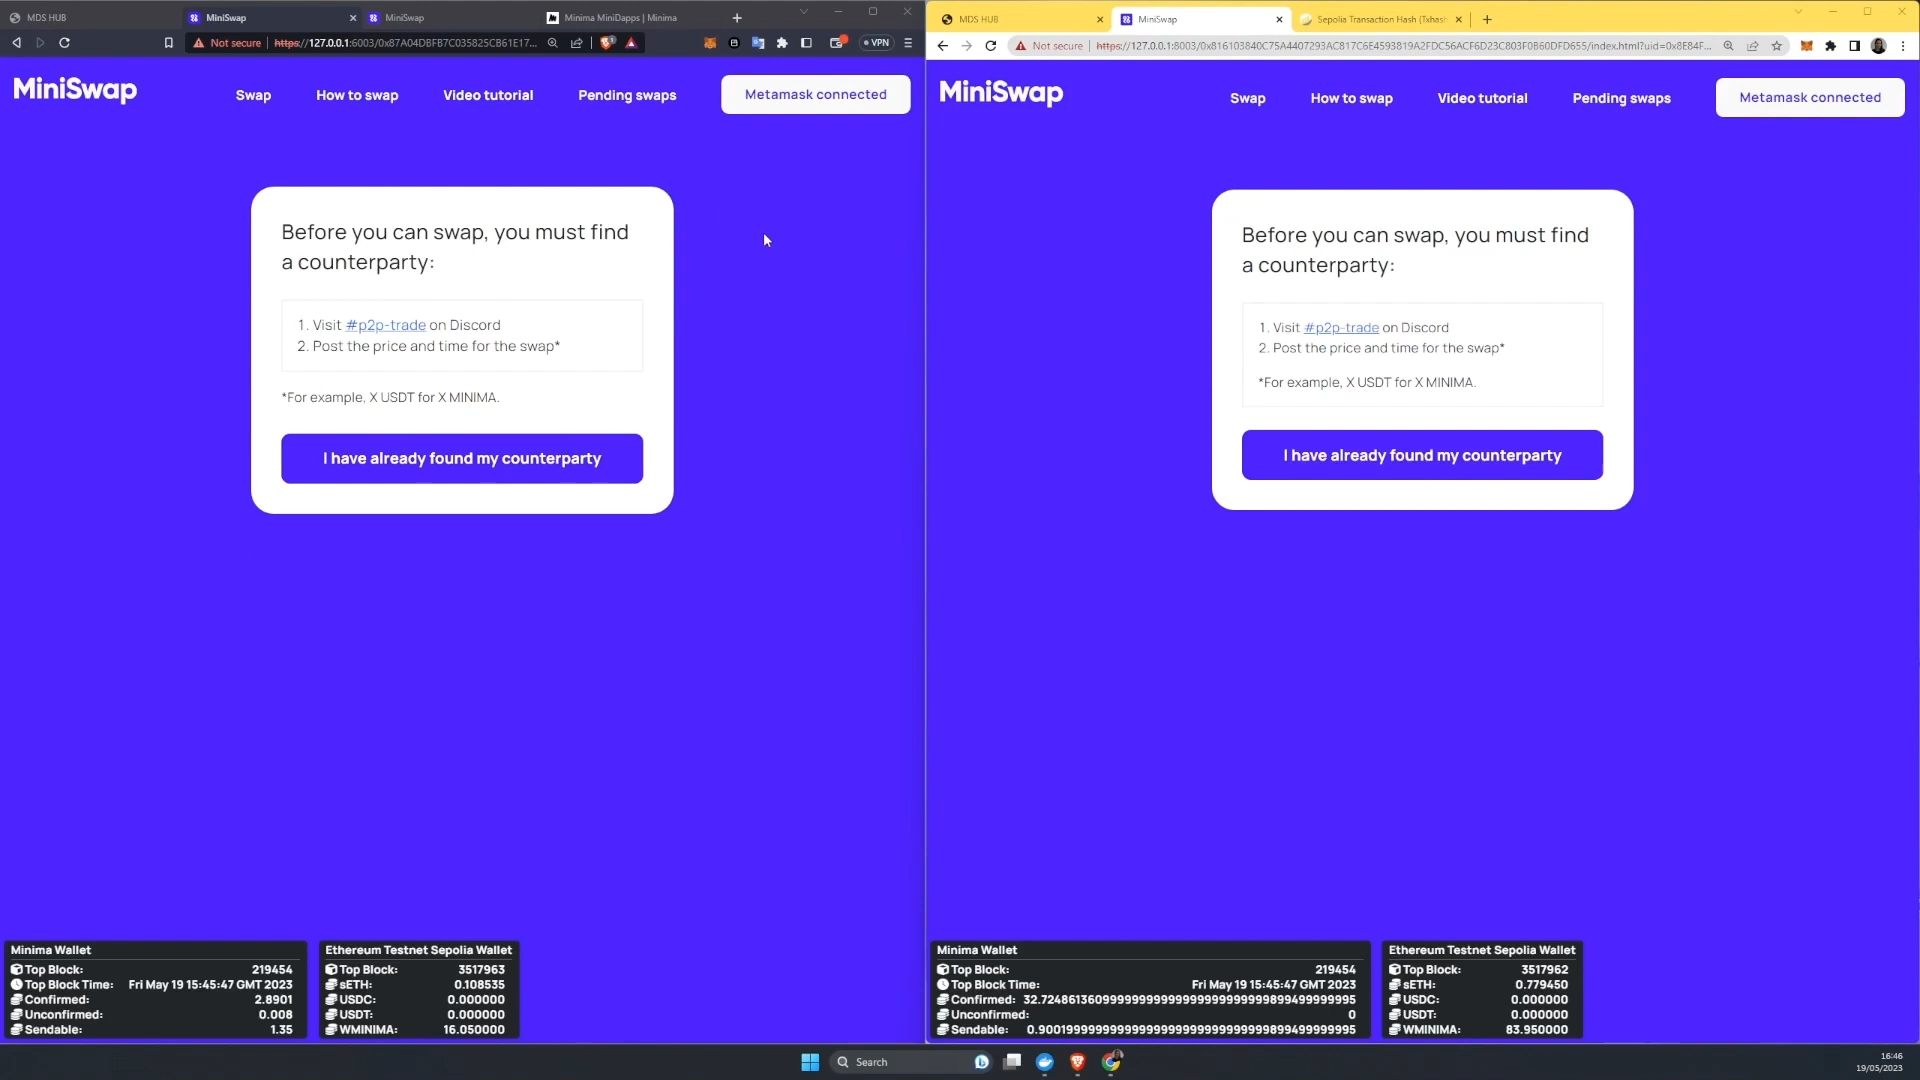 MDS HUB
MiniSwap
MiniSwap
Minima MiniDapps | Minima
Not secure
https://127.0.0.1:6003/0x87A04DBFB7C035825CB61E17...
VPN
MiniSwap
Swap
How to swap
Video tutorial
Pending swaps
Metamask connected
Before you can swap, you must find
a counterparty:
1. Visit #p2p-trade on Discord
2. Post the price and time for the swap*
*For example, X USDT for X MINIMA.
I have already found my counterparty
Minima Wallet
Top Block: 219454
Top Block Time: Fri May 19 15:45:47 GMT 2023
Confirmed: 2.8901
Unconfirmed: 0.008
Sendable: 1.35
Ethereum Testnet Sepolia Wallet
Top Block: 3517963
sETH: 0.108535
USDC: 0.000000
USDT: 0.000000
WMINIMA: 16.050000
MDS HUB
MiniSwap
Sepolia Transaction Hash (Txhash
Not secure
https://127.0.0.1:8003/0x816103840C75A4407293AC817C6E4593819A2FDC56ACF6D23C803F0B60DFD655/index.html?uid=0x8E84F...
MiniSwap
Swap
How to swap
Video tutorial
Pending swaps
Metamask connected
Before you can swap, you must find
a counterparty:
1. Visit #p2p-trade on Discord
2. Post the price and time for the swap*
*For example, X USDT for X MINIMA.
I have already found my counterparty
Minima Wallet
Top Block: 219454
Top Block Time: Fri May 19 15:45:47 GMT 2023
Unconfirmed: 0
Ethereum Testnet Sepolia Wallet
Top Block: 3517962
sETH: 0.779450
USDC: 0.000000
USDT: 0.000000
WMINIMA: 83.950000
Search
16:46
19/05/2023